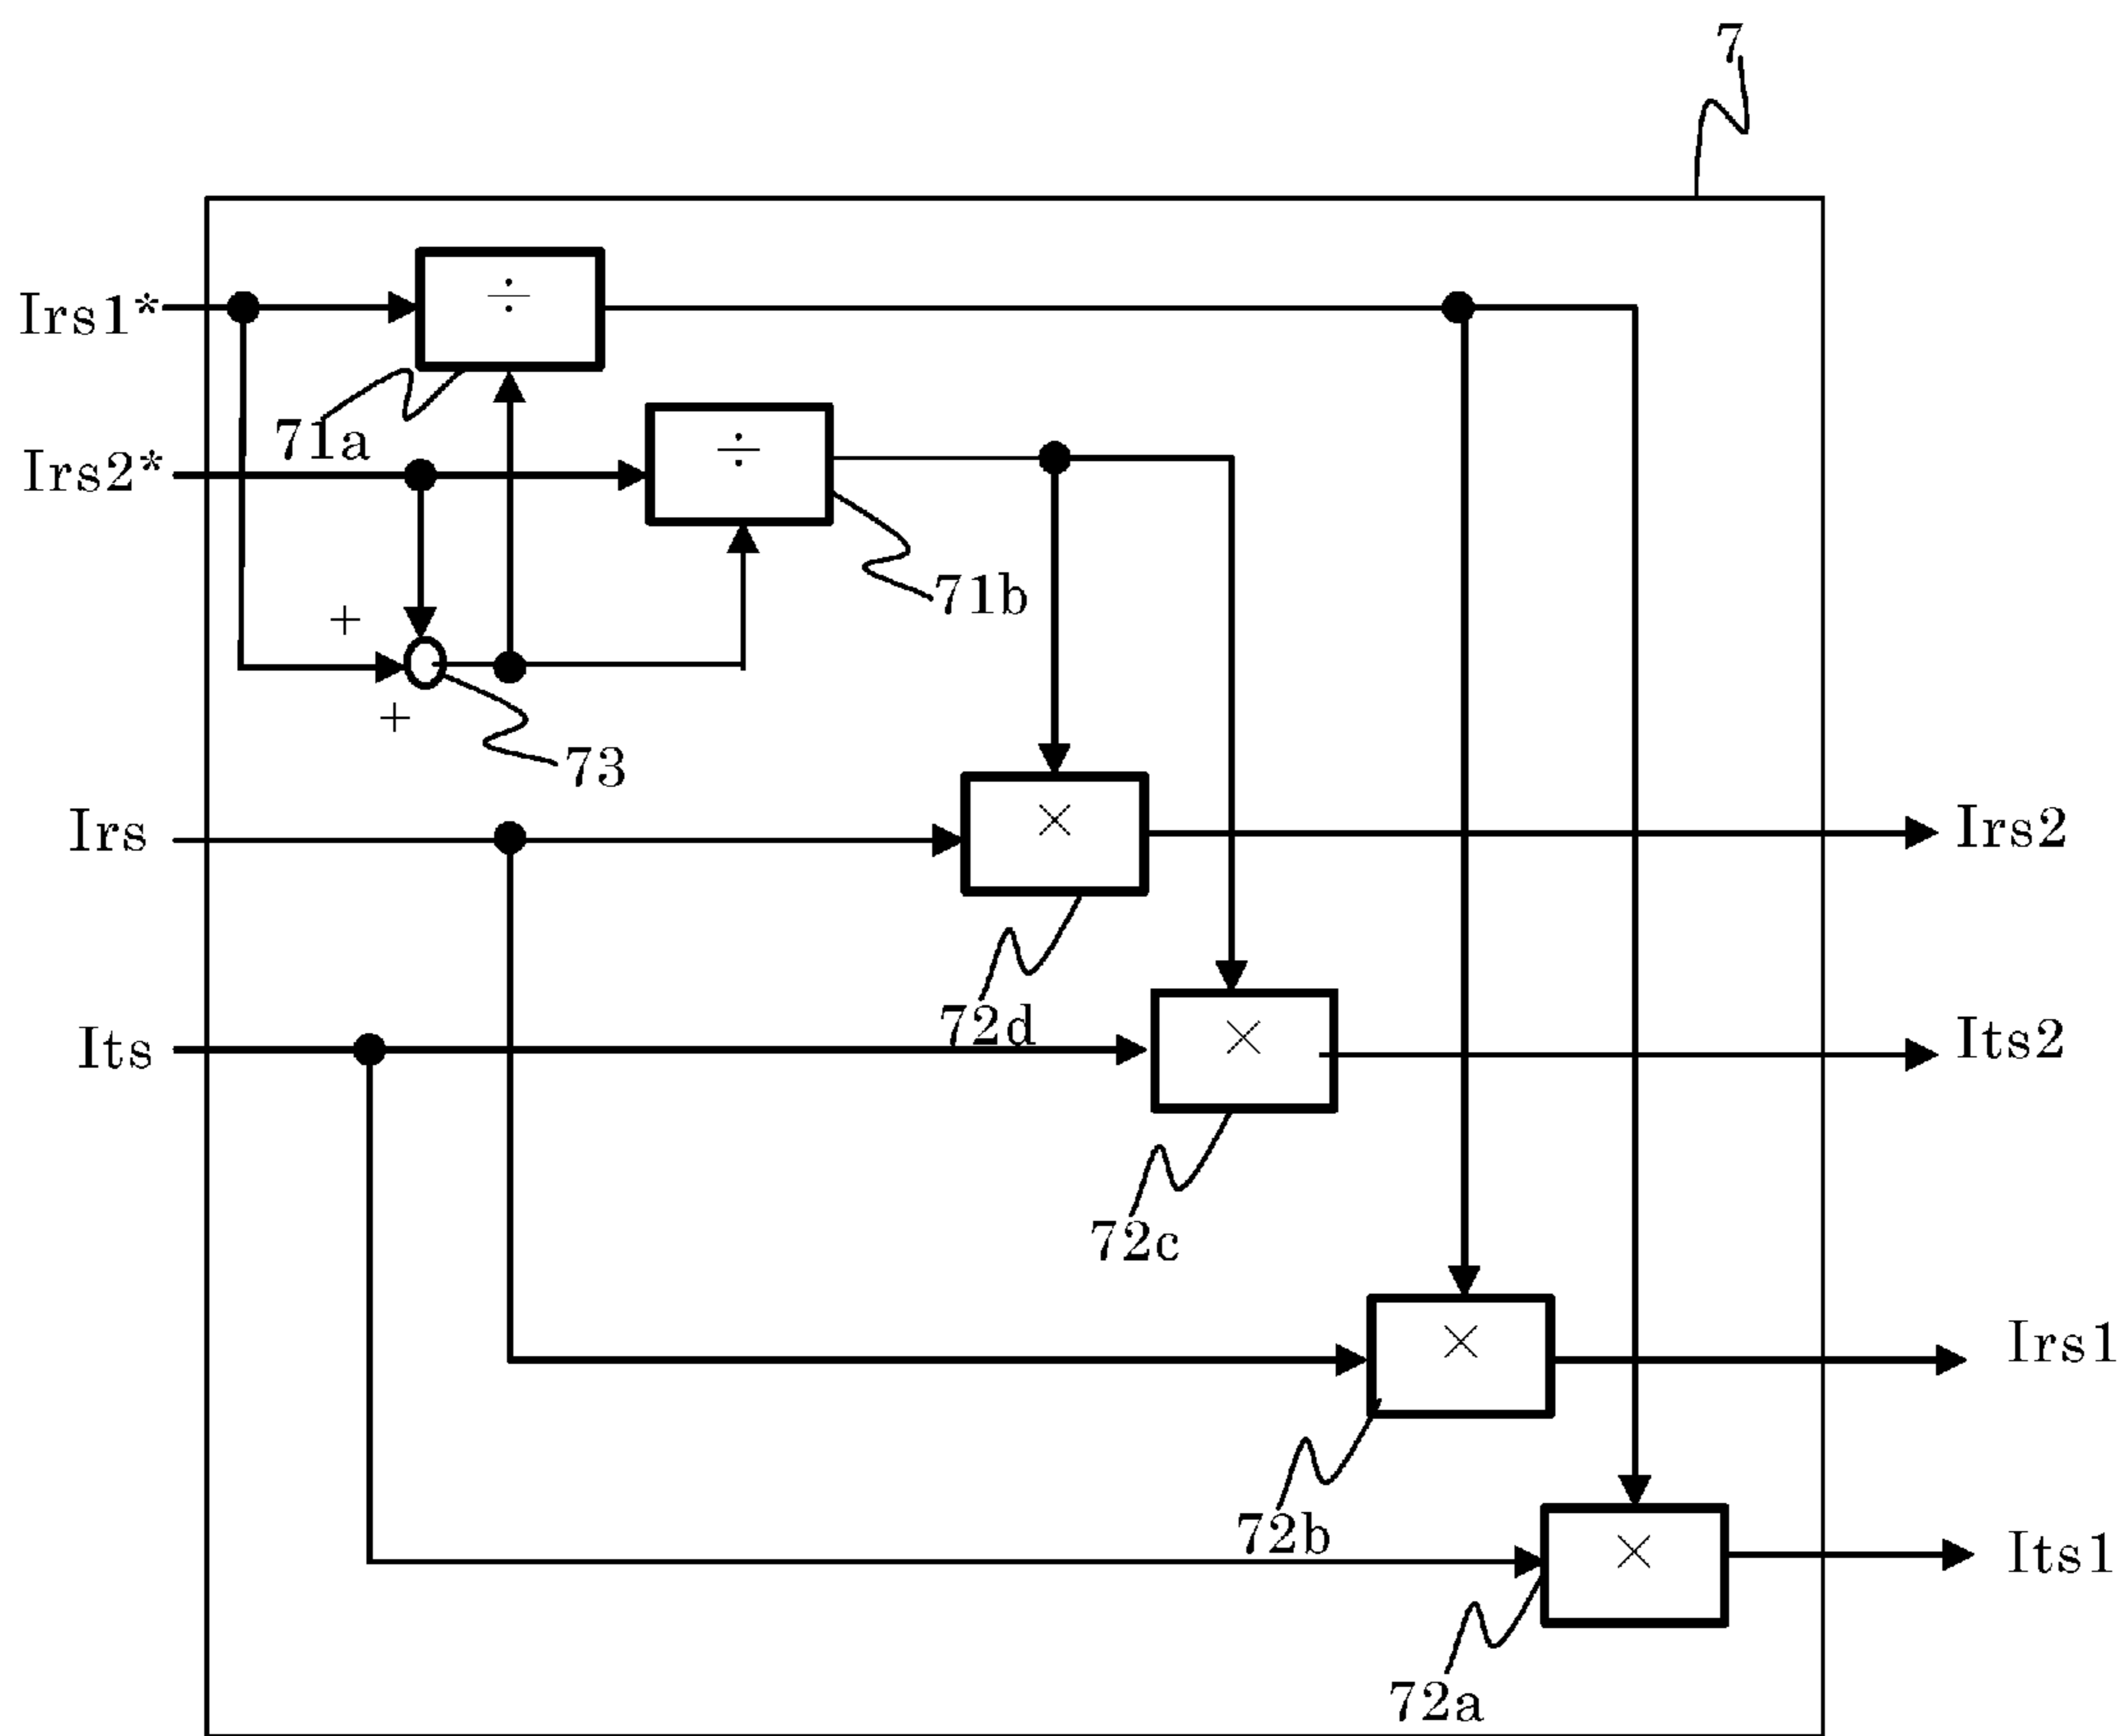 7
÷
Irs1*
71a
÷
Irs2*
71b
+
+
73
×
Irs
Irs2
72d
×
Its
Its2
72c
×
Irs1
72b
×
Its1
72a